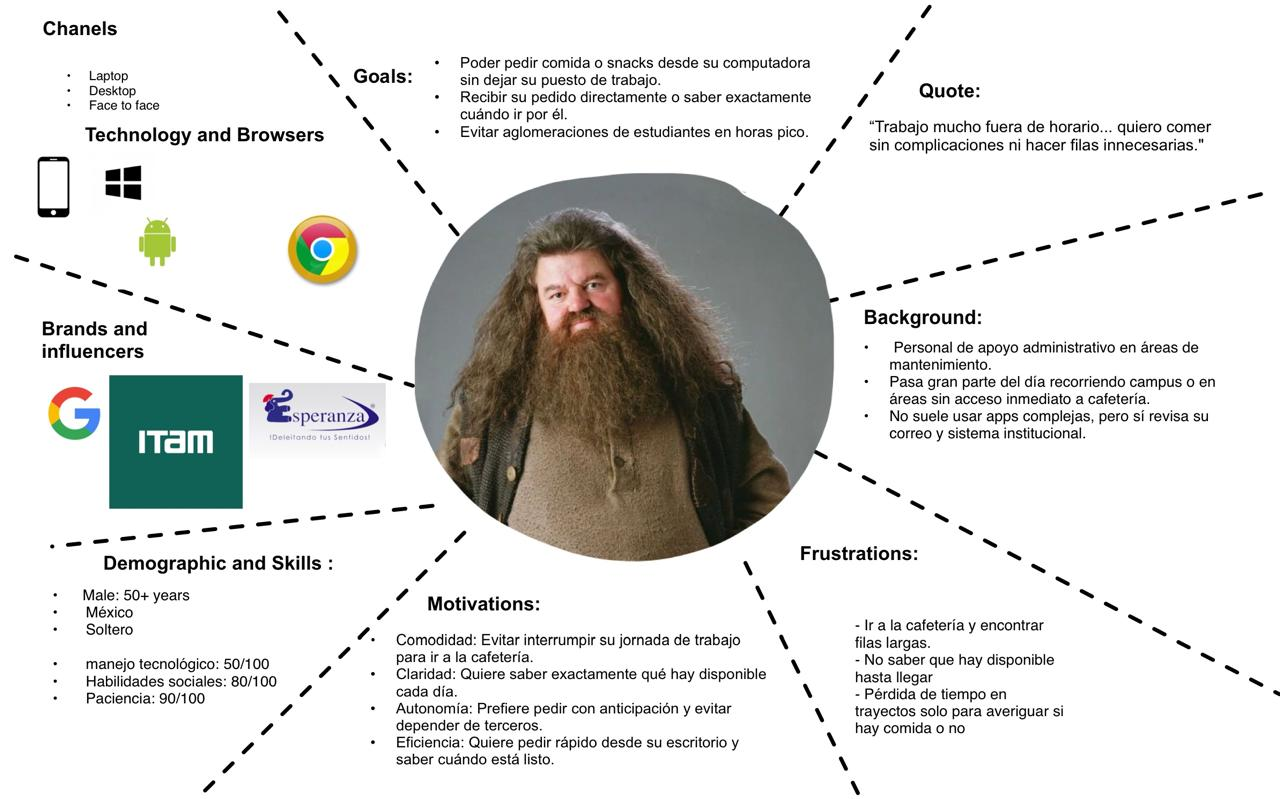 Chanels
• Laptop
• Desktop
• Face to face
Technology and Browsers
Goals:
• Poder pedir comida o snacks desde su computadora
sin dejar su puesto de trabajo.
• Recibir su pedido directamente o saber exactamente
cuándo ir por él.
• Evitar aglomeraciones de estudiantes en horas pico.
Quote:
“Trabajo mucho fuera de horario... quiero comer
sin complicaciones ni hacer filas innecesarias."
Brands and
influencers
G
ITAM
Esperanza
¡Deleitando tus Sentidos!
Background:
• Personal de apoyo administrativo en áreas de
mantenimiento.
• Pasa gran parte del día recorriendo campus o en
áreas sin acceso inmediato a cafetería.
• No suele usar apps complejas, pero sí revisa su
correo y sistema institucional.
Demographic and Skills :
• Male: 50+ years
• México
• Soltero
• manejo tecnológico: 50/100
• Habilidades sociales: 80/100
• Paciencia: 90/100
Motivations:
• Comodidad: Evitar interrumpir su jornada de trabajo
para ir a la cafetería.
• Claridad: Quiere saber exactamente qué hay disponible
cada día.
• Autonomía: Prefiere pedir con anticipación y evitar
depender de terceros.
• Eficiencia: Quiere pedir rápido desde su escritorio y
saber cuándo está listo.
Frustrations:
- Ir a la cafetería y encontrar
filas largas.
- No saber que hay disponible
hasta llegar
- Pérdida de tiempo en
trayectos solo para averiguar si
hay comida o no